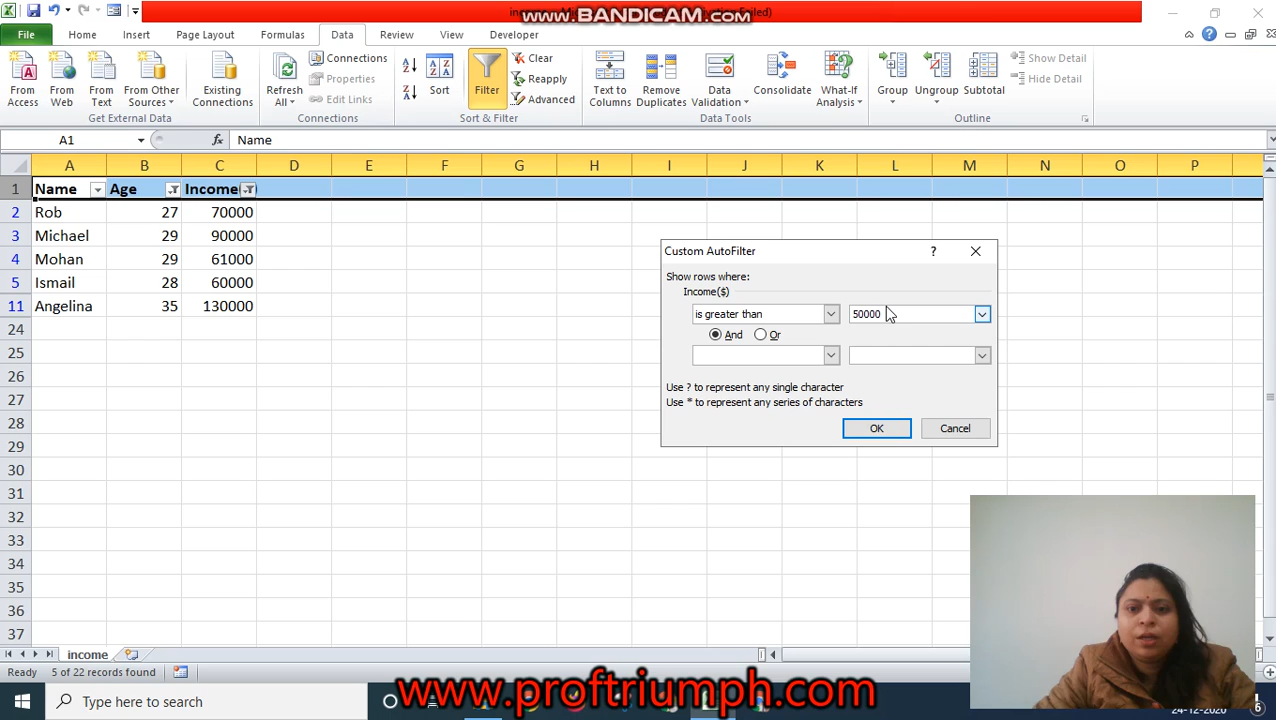 www.BANDICAM.com
File Home Insert Page Layout Formulas Data Review View Developer
From Access
From Web
From Text
From Other Sources
Existing Connections
Get External Data
Refresh All
Connections
Properties
Edit Links
Connections
Sort
Filter
Clear
Reapply
Advanced
Sort & Filter
Text to Columns
Remove Duplicates
Data Validation
Consolidate
What-If Analysis
Data Tools
Group
Ungroup
Subtotal
Show Detail
Hide Detail
Outline
A1 fx Name
A B C D E F G H I J K L M N O P
1 Name Age Income(
2 Rob 27 70000
3 Michael 29 90000
4 Mohan 29 61000
5 Ismail 28 60000
11 Angelina 35 130000
24
25
26
27
28
29
30
31
32
33
34
35
36
37
Custom AutoFilter ?
Show rows where:
Income($)
is greater than 50000
And Or
Use ? to represent any single character
Use * to represent any series of characters
OK Cancel
income
Ready 5 of 22 records found
Type here to search
www.proftriumph.com
24-12-2020